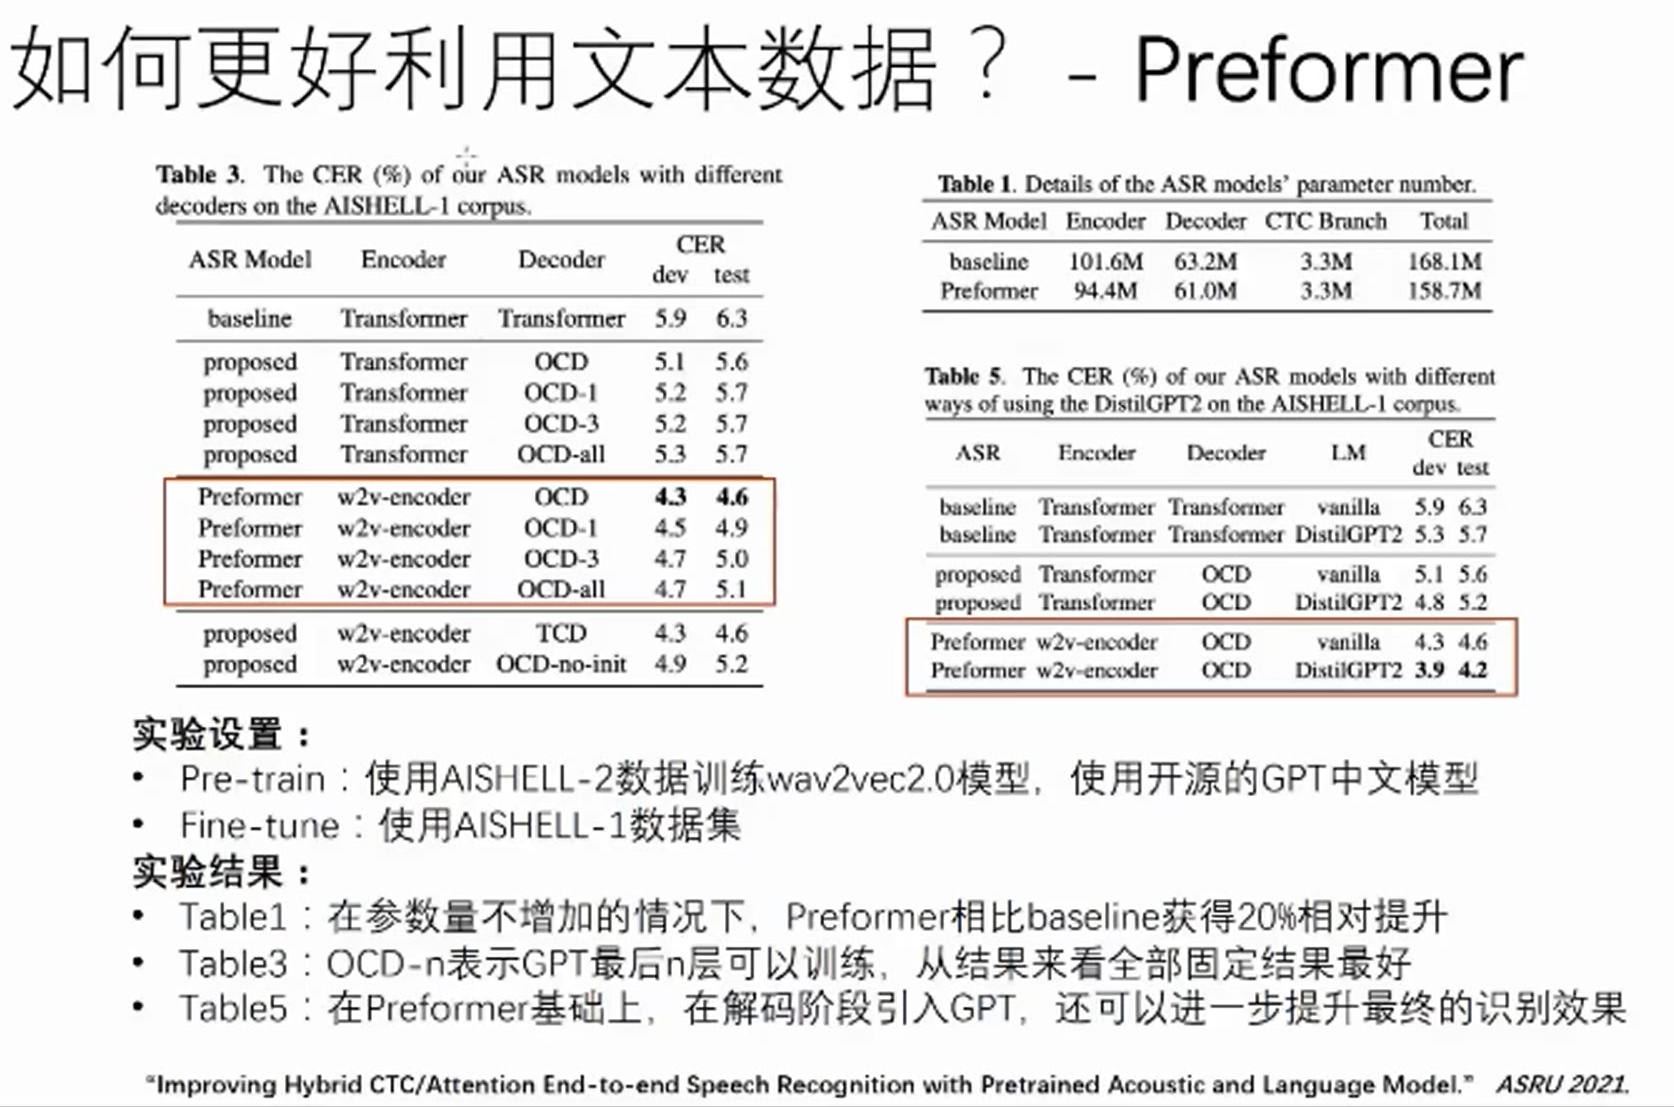 如何更好利用文本数据？ - Preformer
Table 3. The CER (%) of our ASR models with different
decoders on the AISHELL-1 corpus.
ASR Model Encoder Decoder CER
dev test
baseline Transformer Transformer 5.9 6.3
proposed Transformer OCD 5.1 5.6
proposed Transformer OCD-1 5.2 5.7
proposed Transformer OCD-3 5.2 5.7
proposed Transformer OCD-all 5.3 5.7
Preformer w2v-encoder OCD 4.3 4.6
Preformer w2v-encoder OCD-1 4.5 4.9
Preformer w2v-encoder OCD-3 4.7 5.0
Preformer w2v-encoder OCD-all 4.7 5.1
proposed w2v-encoder TCD 4.3 4.6
proposed w2v-encoder OCD-no-init 4.9 5.2
Table 1. Details of the ASR models' parameter number.
ASR Model Encoder Decoder CTC Branch Total
baseline 101.6M 63.2M 3.3M 168.1M
Preformer 94.4M 61.0M 3.3M 158.7M
Table 5. The CER (%) of our ASR models with different
ways of using the DistilGPT2 on the AISHELL-1 corpus.
ASR Encoder Decoder LM CER
dev test
baseline Transformer Transformer vanilla 5.9 6.3
baseline Transformer Transformer DistilGPT2 5.3 5.7
proposed Transformer OCD vanilla 5.1 5.6
proposed Transformer OCD DistilGPT2 4.8 5.2
Preformer w2v-encoder OCD vanilla 4.3 4.6
Preformer w2v-encoder OCD DistilGPT2 3.9 4.2
实验设置：
• Pre-train：使用AISHELL-2数据训练wav2vec2.0模型，使用开源的GPT中文模型
• Fine-tune：使用AISHELL-1数据集
实验结果：
• Table1：在参数量不增加的情况下，Preformer相比baseline获得20%相对提升
• Table3：OCD-n表示GPT最后n层可以训练，从结果来看全部固定结果最好
• Table5：在Preformer基础上，在解码阶段引入GPT，还可以进一步提升最终的识别效果
"Improving Hybrid CTC/Attention End-to-end Speech Recognition with Pretrained Acoustic and Language Model." ASRU 2021.